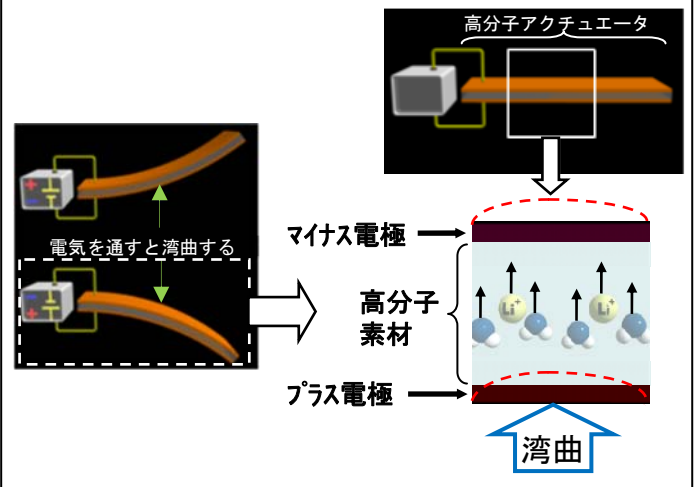 高分子アクチュエータ
電気を通すと湾曲する
+
-
-
+
マイナス電極
高分子
素材
プラス電極
Li+
Li+
湾曲